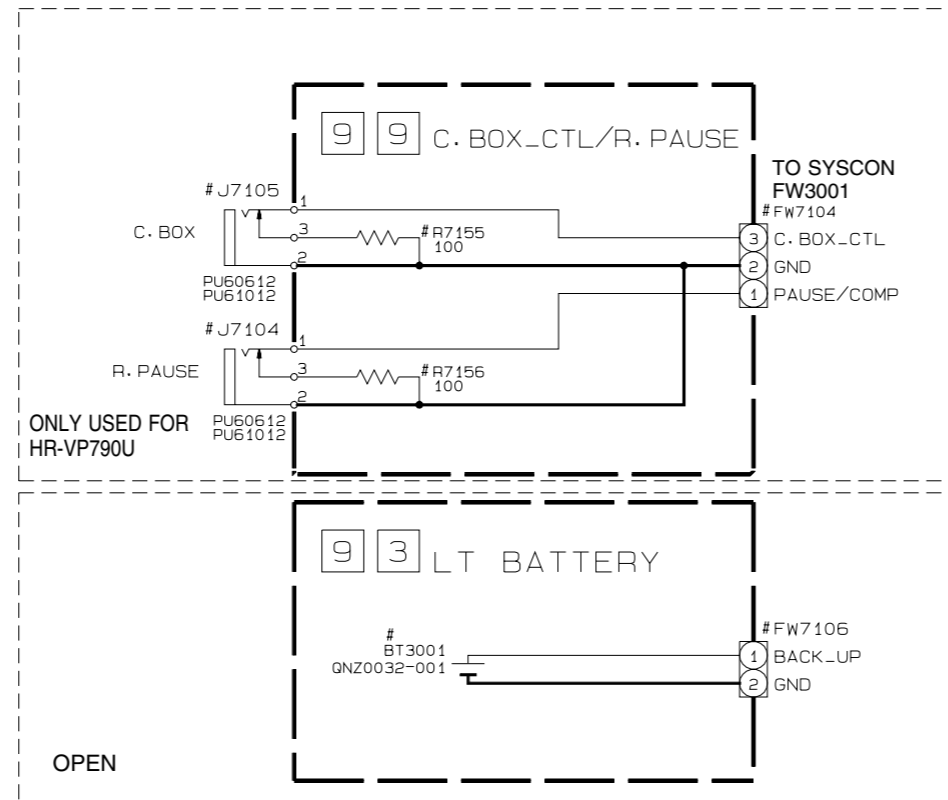 9 9 C.BOX_CTL/R.PAUSE
TO SYSCON
FW3001
#FW7104
3 C.BOX_CTL
2 GND
1 PAUSE/COMP
#J7105
1
C.BOX
3
#R7155
100
2
PU60612
PU61012
#J7104
1
R.PAUSE
3
#R7156
100
2
PU60612
PU61012
ONLY USED FOR
HR-VP790U
9 3 LT BATTERY
#
BT3001
QNZ0032-001
#FW7106
1 BACK_UP
2 GND
OPEN